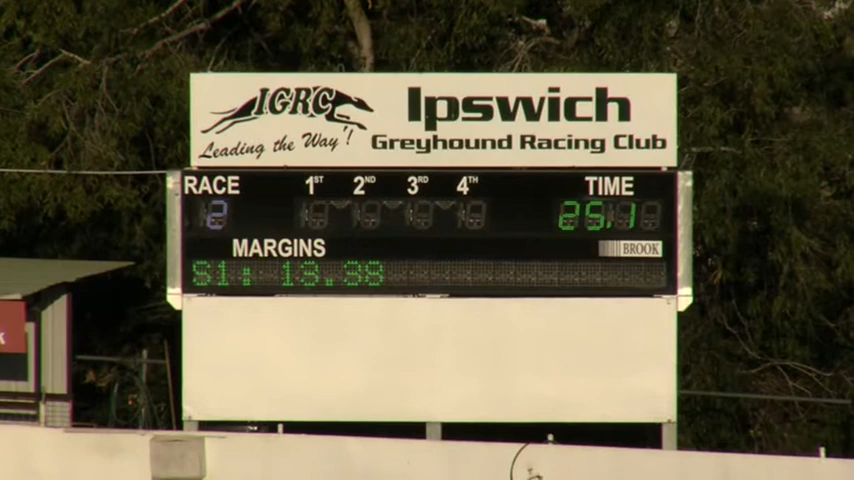 IGRC
Leading the Way'!
Ipswich
Greyhound Racing Club
RACE 1ST 2ND 3RD 4TH TIME
2 25.1
MARGINS BROOK
S1: 13.38